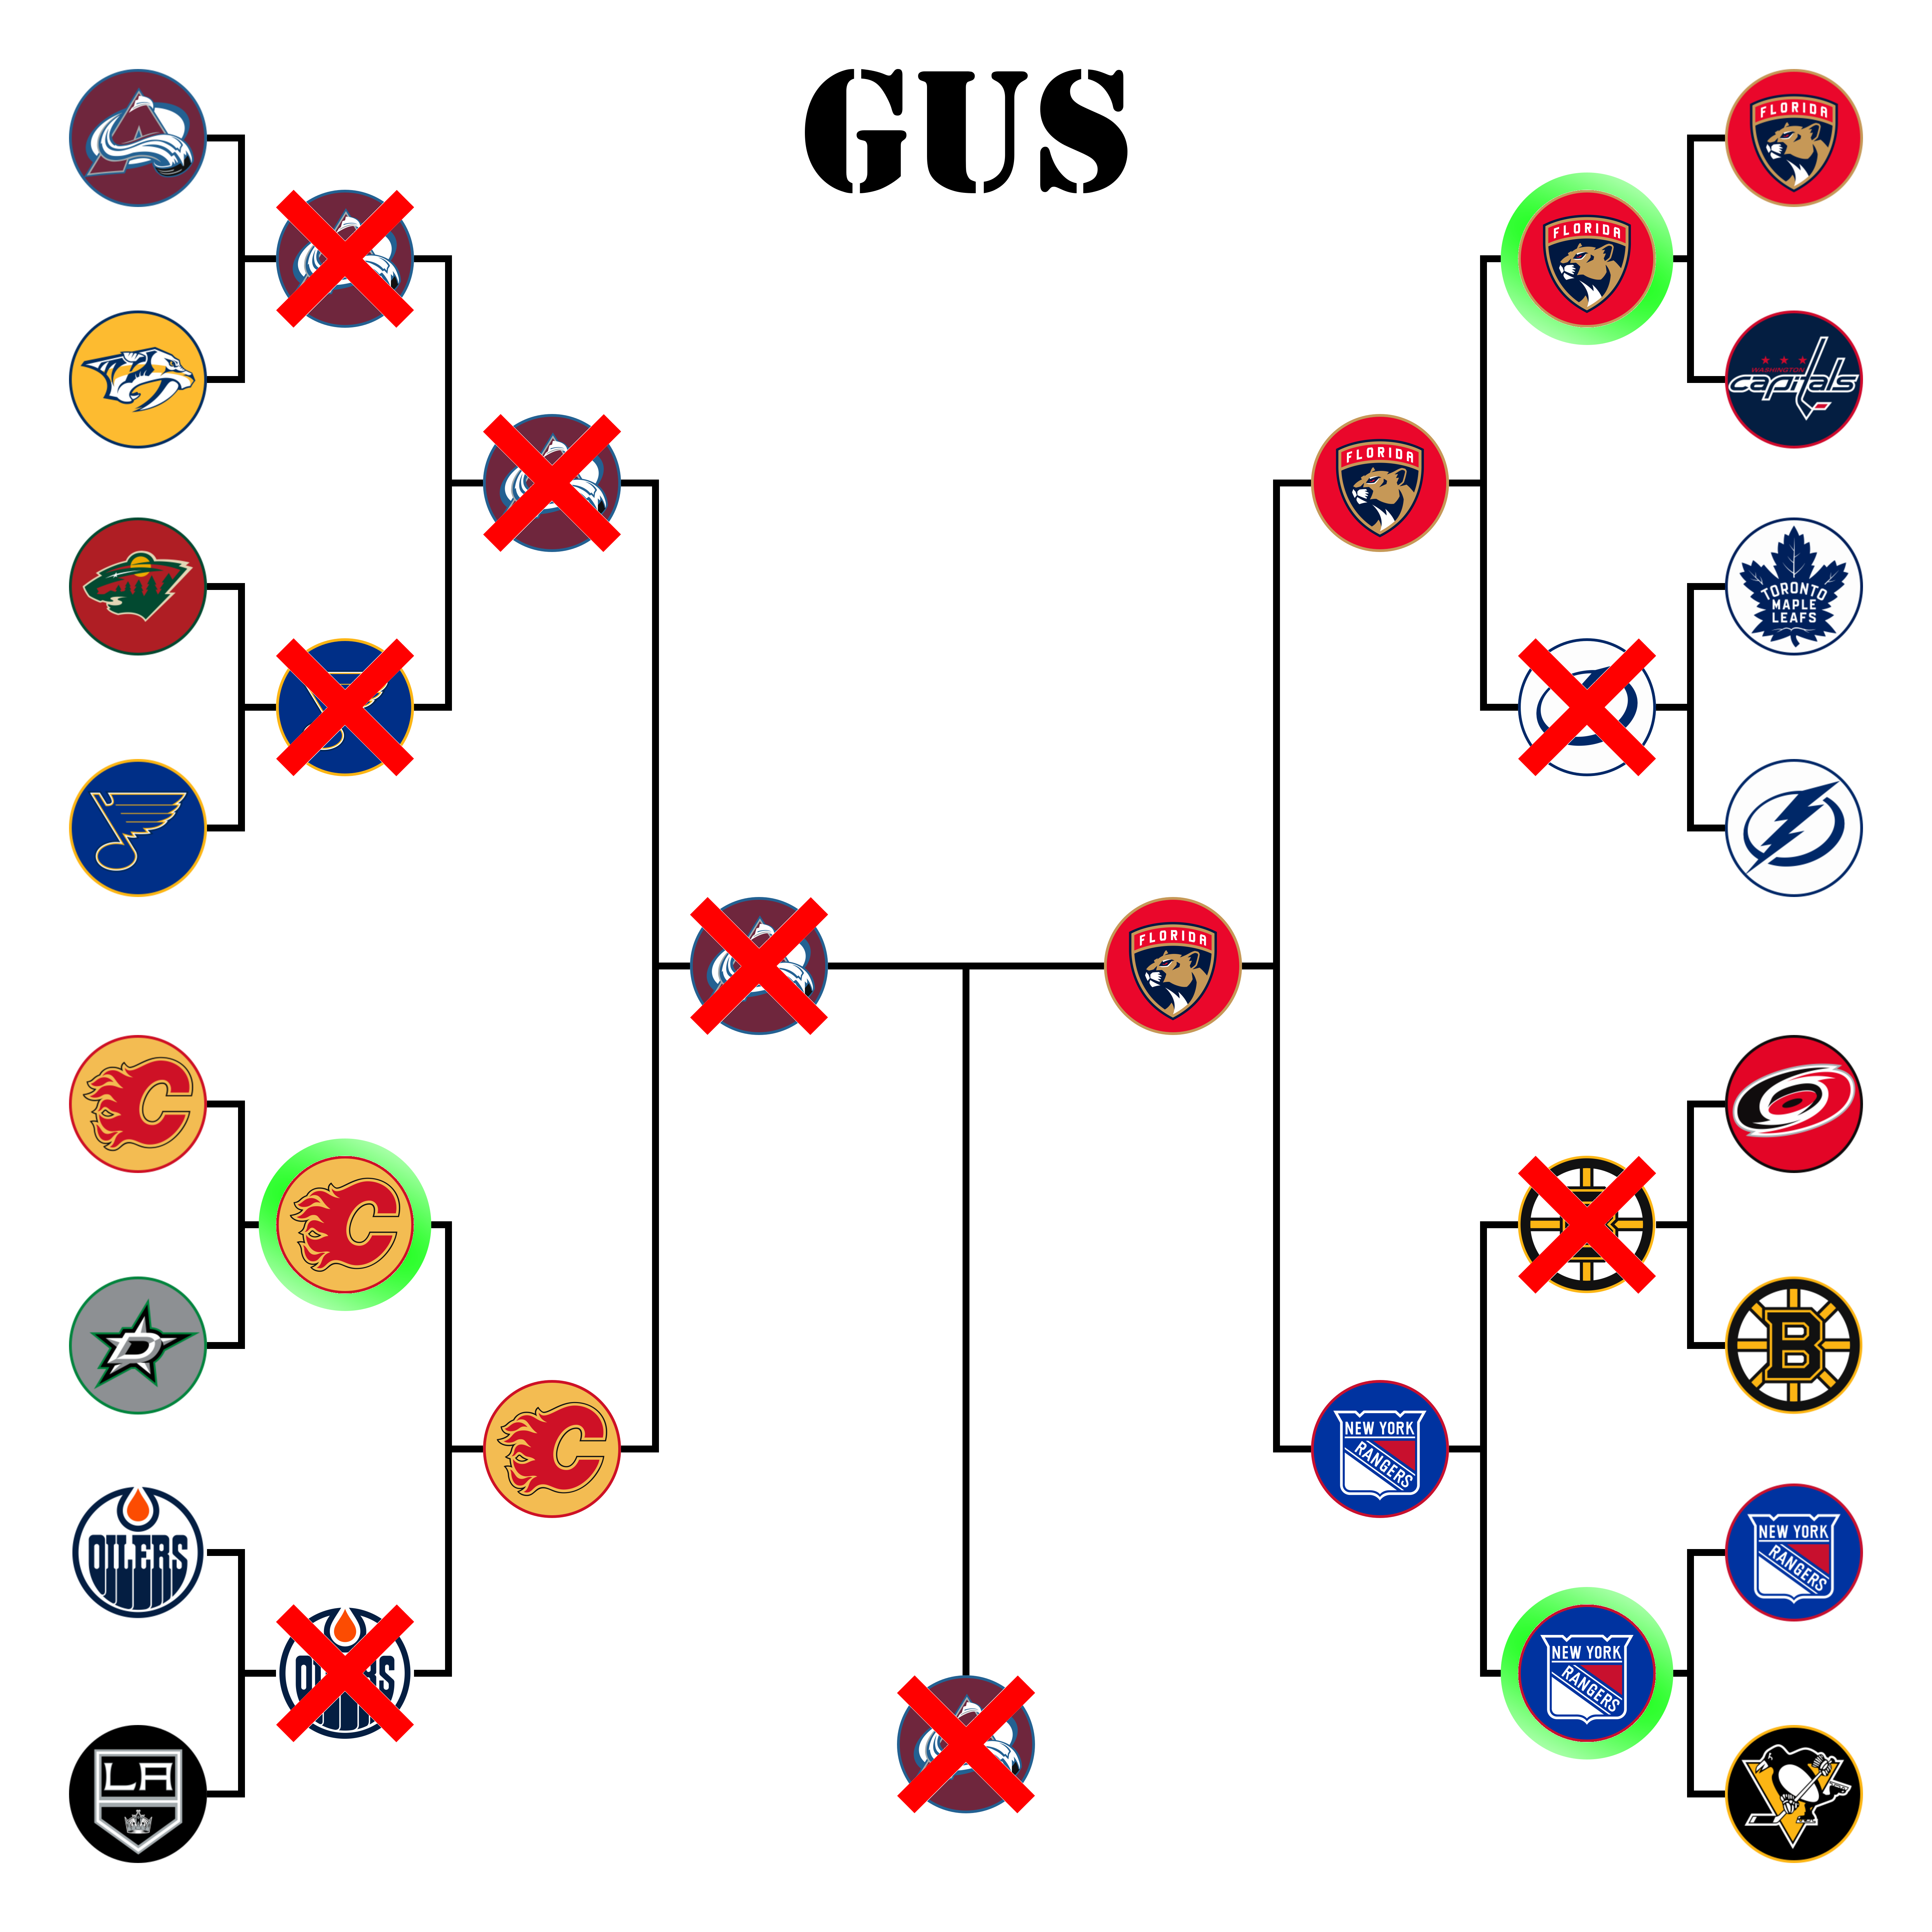 GUS
FLORIDA
FLORIDA
WASHINGTON
capitals
FLORIDA
TORONTO
MAPLE
LEAFS
FLORIDA
C
C
B
D
C
NEW YORK
RANGERS
OILERS
NEW YORK
RANGERS
NEW YORK
RANGERS
LA